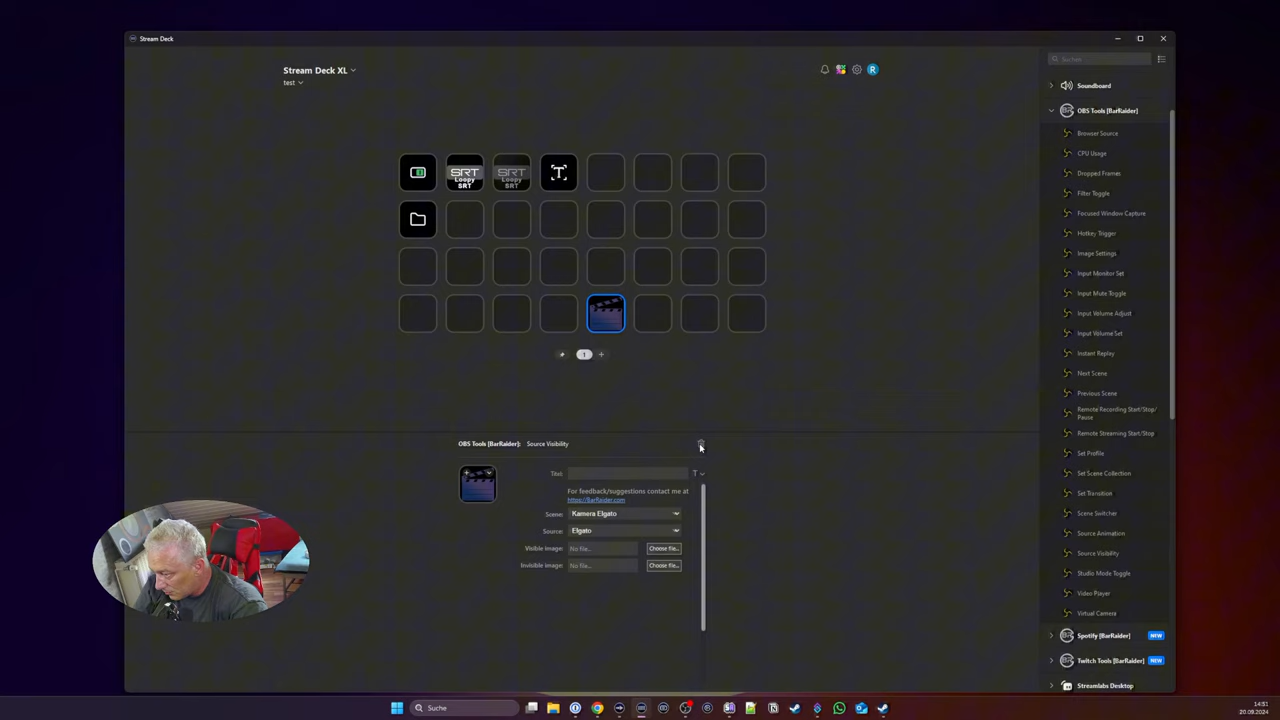 Stream Deck
Stream Deck XL
test
R
Suchen
Soundboard
OBS Tools [BarRaider]
Browser Source
CPU Usage
Dropped Frames
Filter Toggle
Focused Window Capture
Hotkey Trigger
Image Settings
Input Monitor Set
Input Mute Toggle
Input Volume Adjust
Input Volume Set
Instant Replay
Next Scene
Previous Scene
Remote Recording Start/Stop/
Pause
Remote Streaming Start/Stop
Set Profile
Set Scene Collection
Set Transition
Scene Switcher
Source Animation
Source Visibility
Studio Mode Toggle
Video Player
Virtual Camera
Spotify [BarRaider] NEW
Twitch Tools [BarRaider] NEW
Streamlabs Desktop
SRT
Loopy
SRT
SRT
Loopy
SRT
T
1
OBS Tools [BarRaider]: Source Visibility
Titel:
T
For feedback/suggestions contact me at
https://BarRaider.com
Scene: Kamera Elgato
Source: Elgato
Visible image: No file... Choose file...
Invisible image: No file... Choose file...
Suche
14:51
20.09.2024